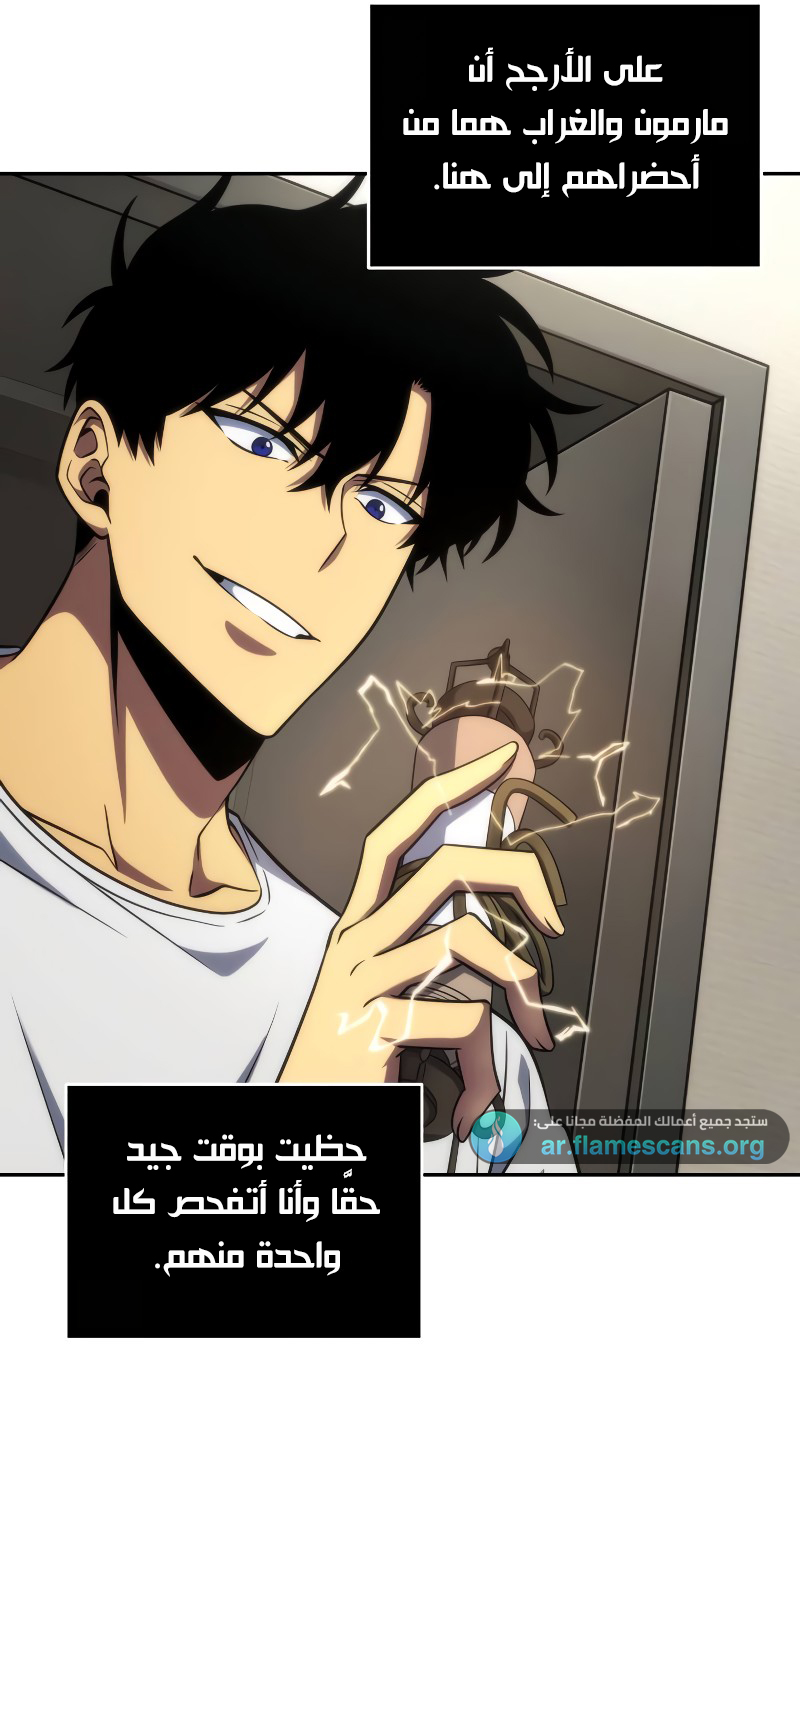 على الأرجح أن
مارمون والغراب هما من
أحضراهم إلى هنا.
ستجد جميع أعمالك المفضلة مجانا على:
ar.flamescans.org
حظيت بوقت جيد
حقًّا وأنا أتفحص كل
واحدة منهم.